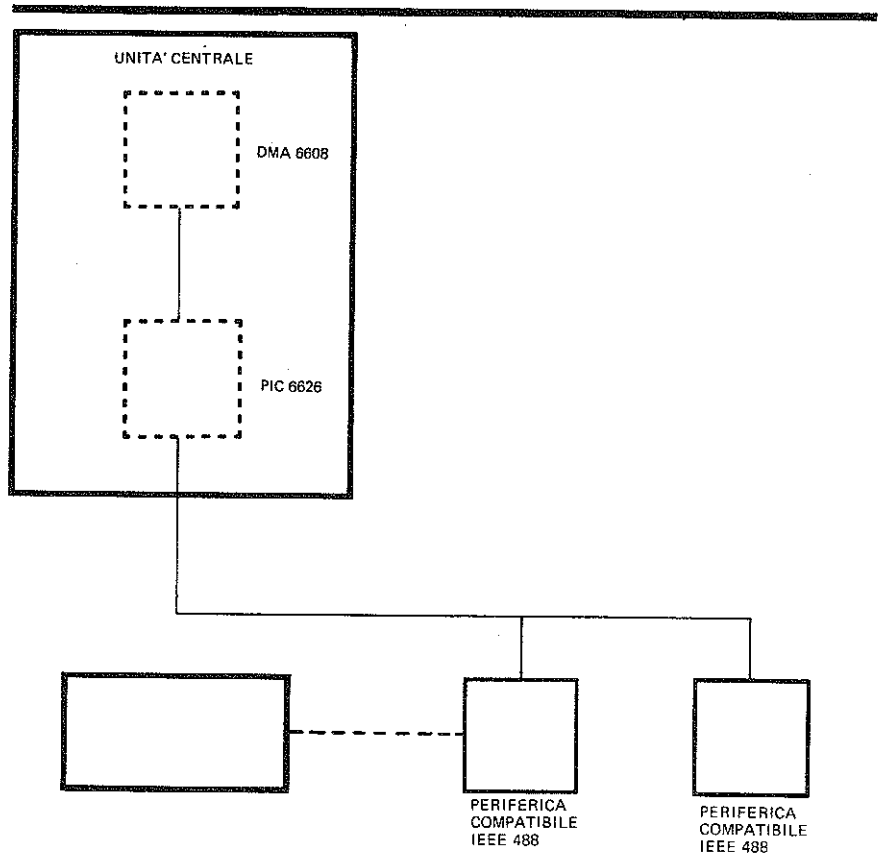 UNITA' CENTRALE
DMA 6608
PIC 6626
PERIFERICA
COMPATIBILE
IEEE 488
PERIFERICA
COMPATIBILE
IEEE 488